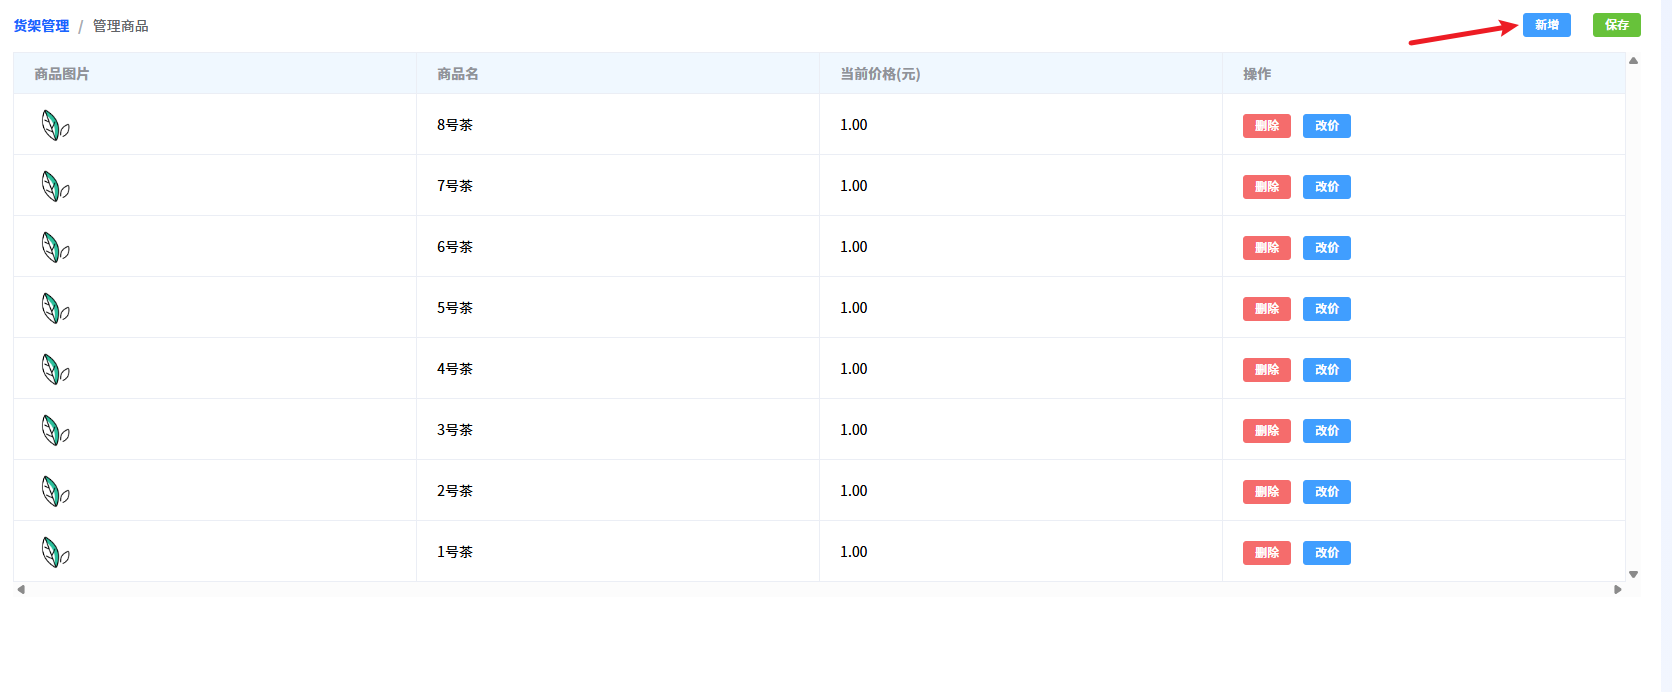 货架管理 / 管理商品 新增 保存
商品图片 商品名 当前价格(元) 操作
8号茶 1.00 删除 改价
7号茶 1.00 删除 改价
6号茶 1.00 删除 改价
5号茶 1.00 删除 改价
4号茶 1.00 删除 改价
3号茶 1.00 删除 改价
2号茶 1.00 删除 改价
1号茶 1.00 删除 改价